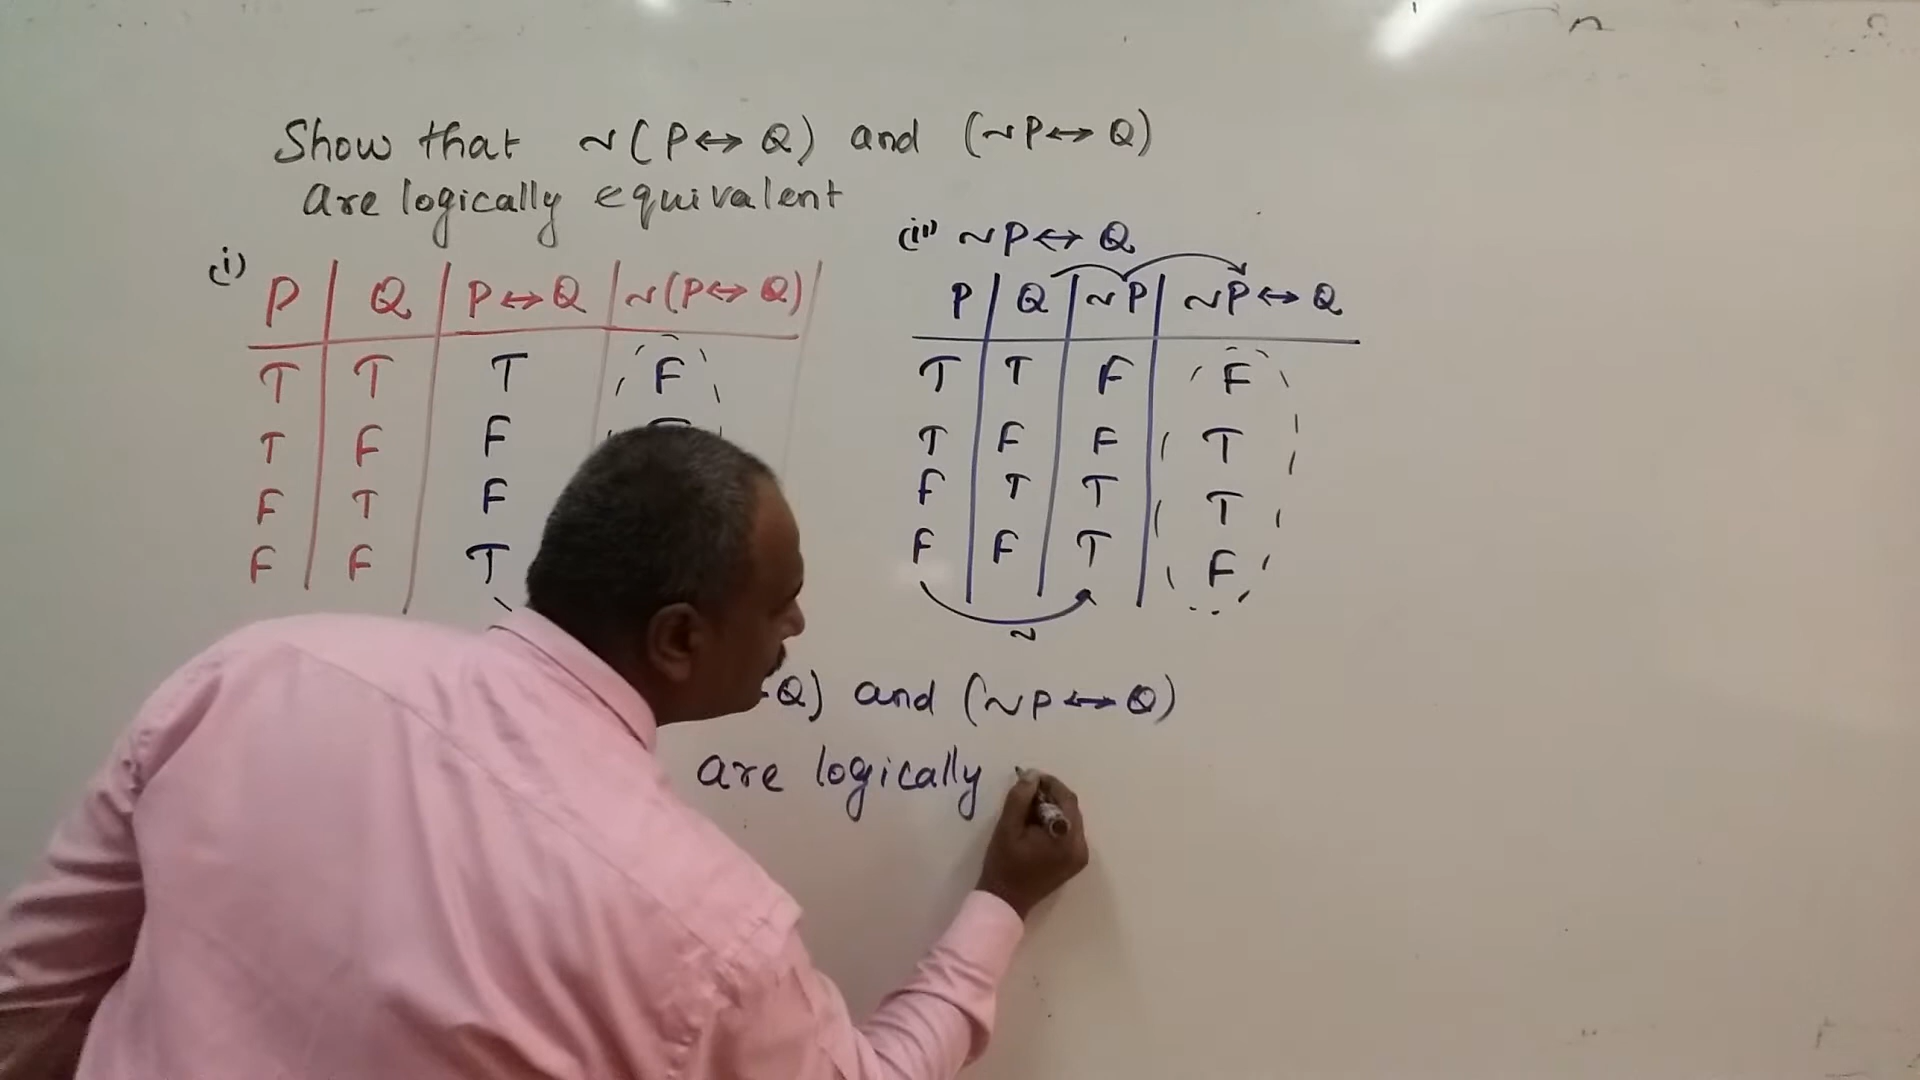 Show that ~(P↔Q) and (~P↔Q)
are logically equivalent
(i)
P Q P↔Q ~(P↔Q)
T T T F
T F F
F T F
F F T
(ii) ~P↔Q
P Q ~P ~P↔Q
T T F F
T F F T
F T T T
F F T F
~
Q) and (~P↔Q)
are logically